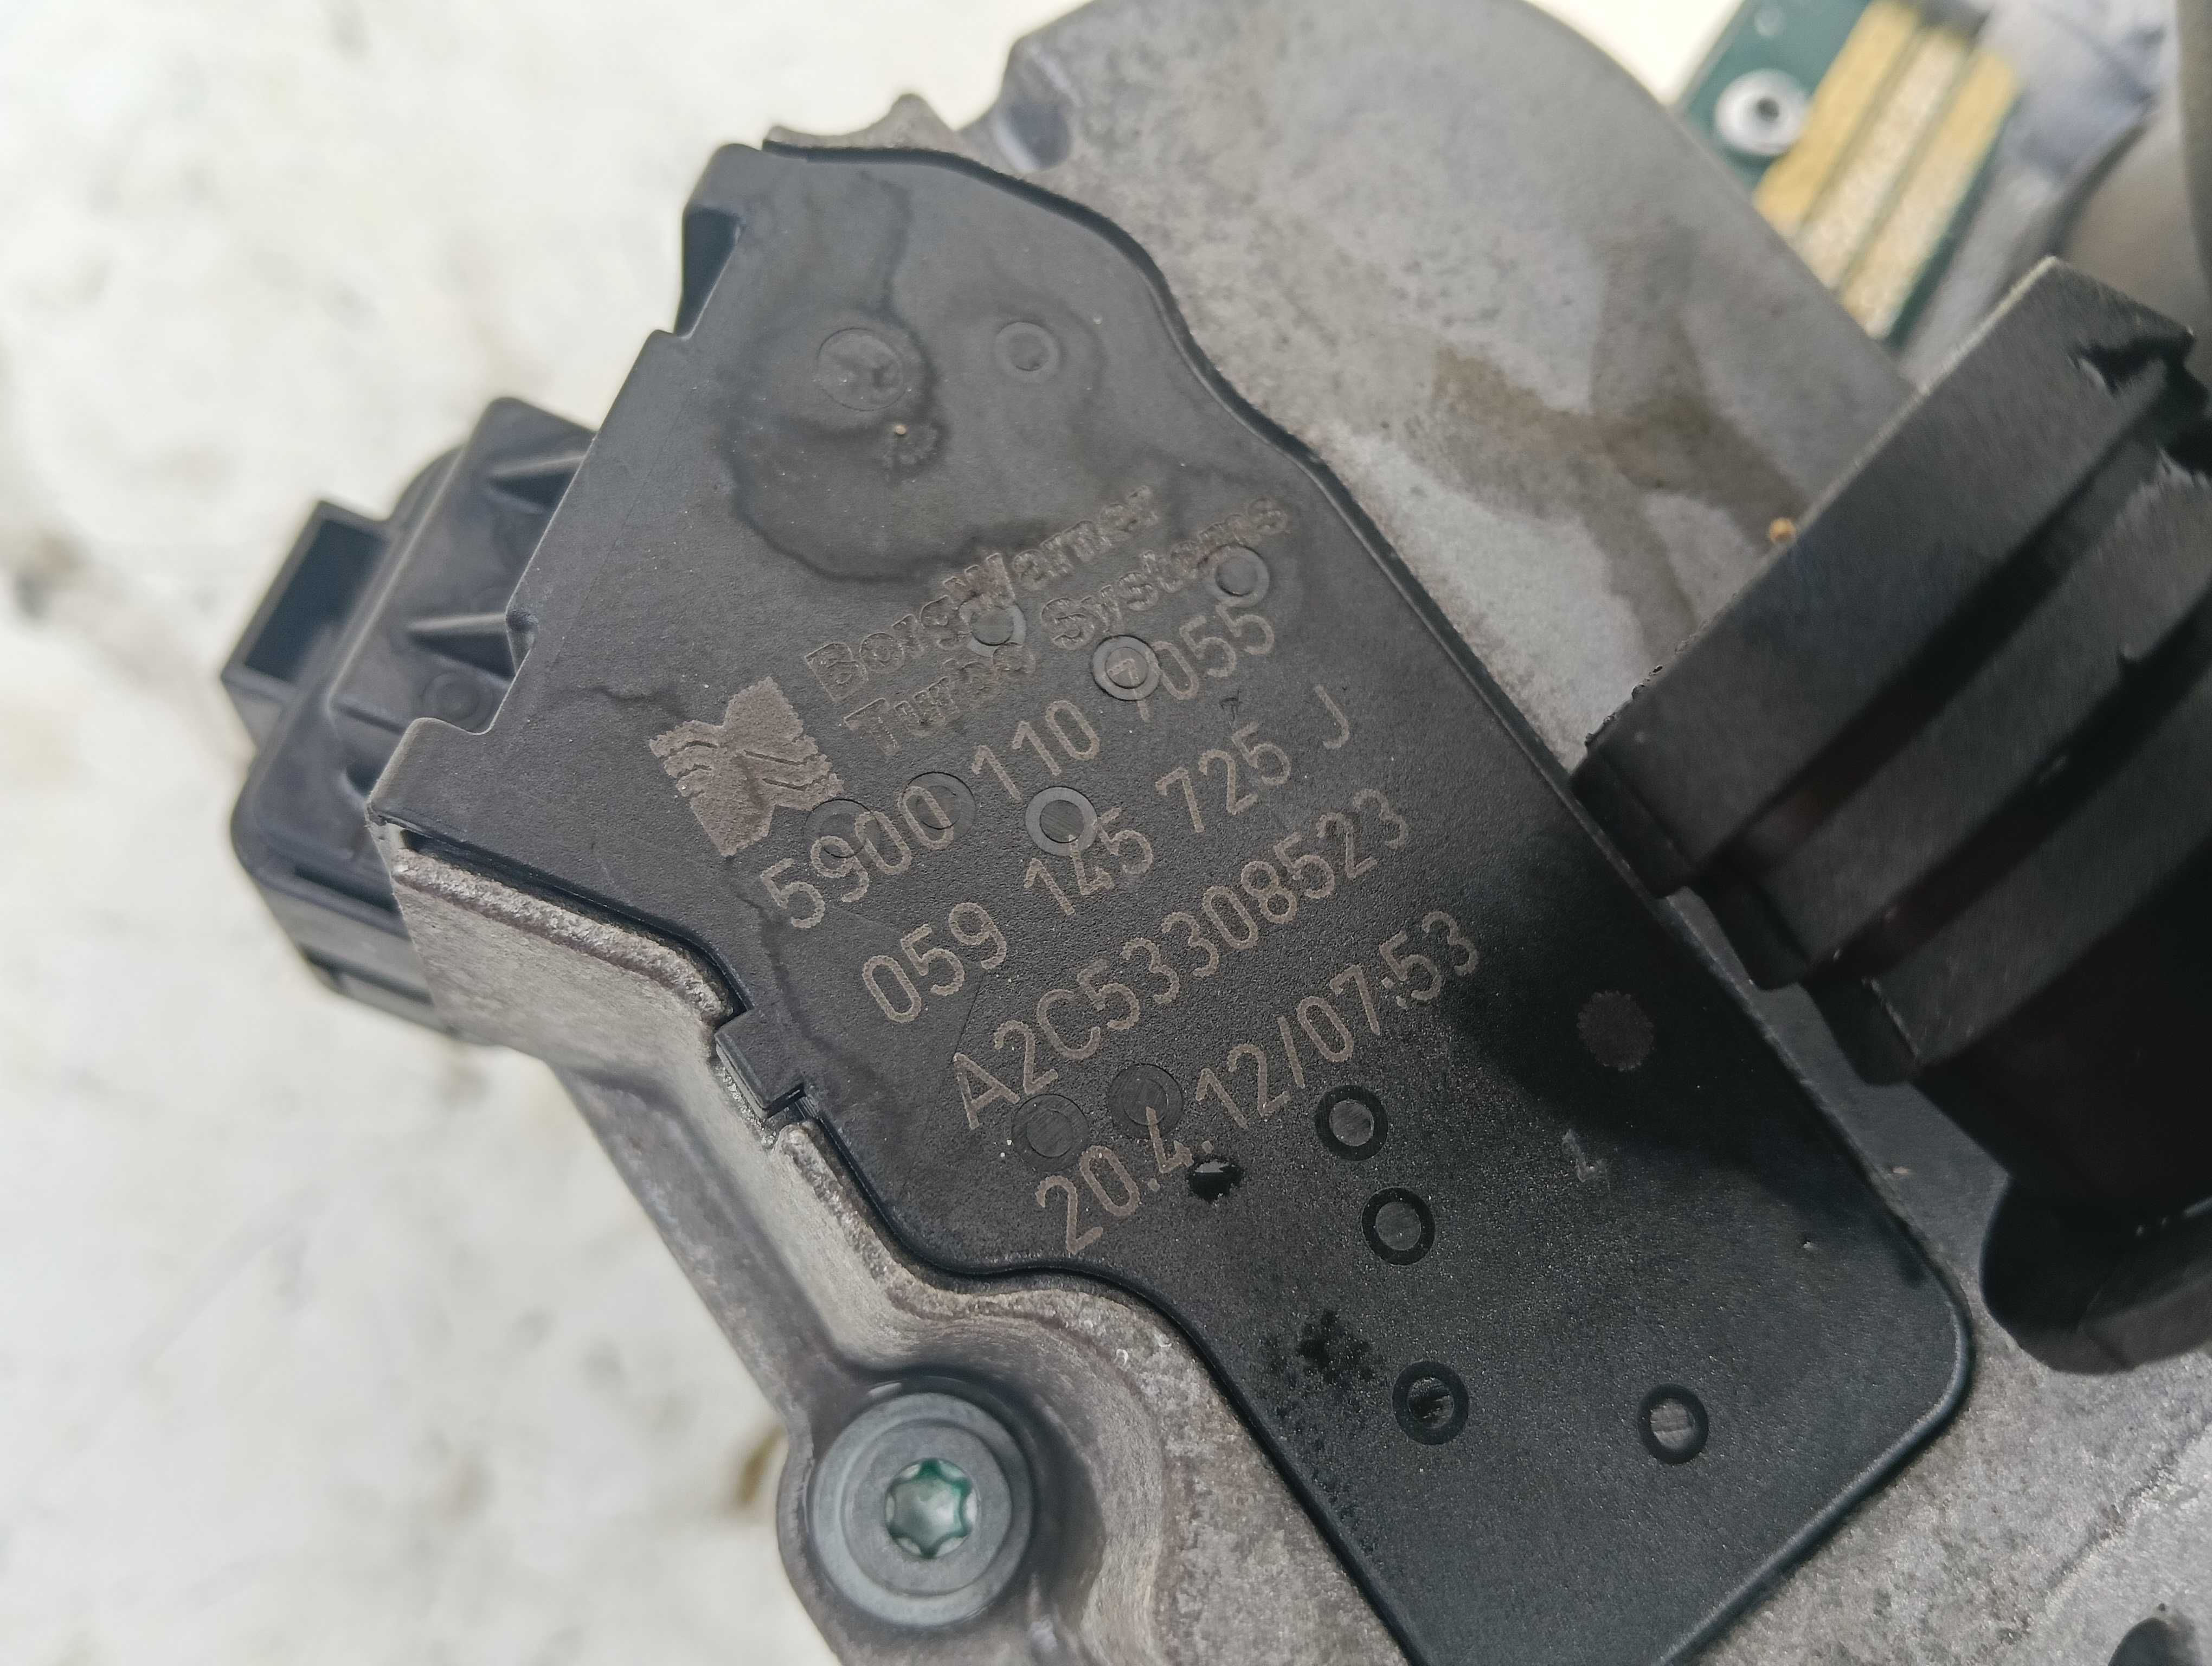 BorgWarner
Turbo Systems
5900 110 7055
059 145 725 J
A2C53308523
20.4.12/07:53